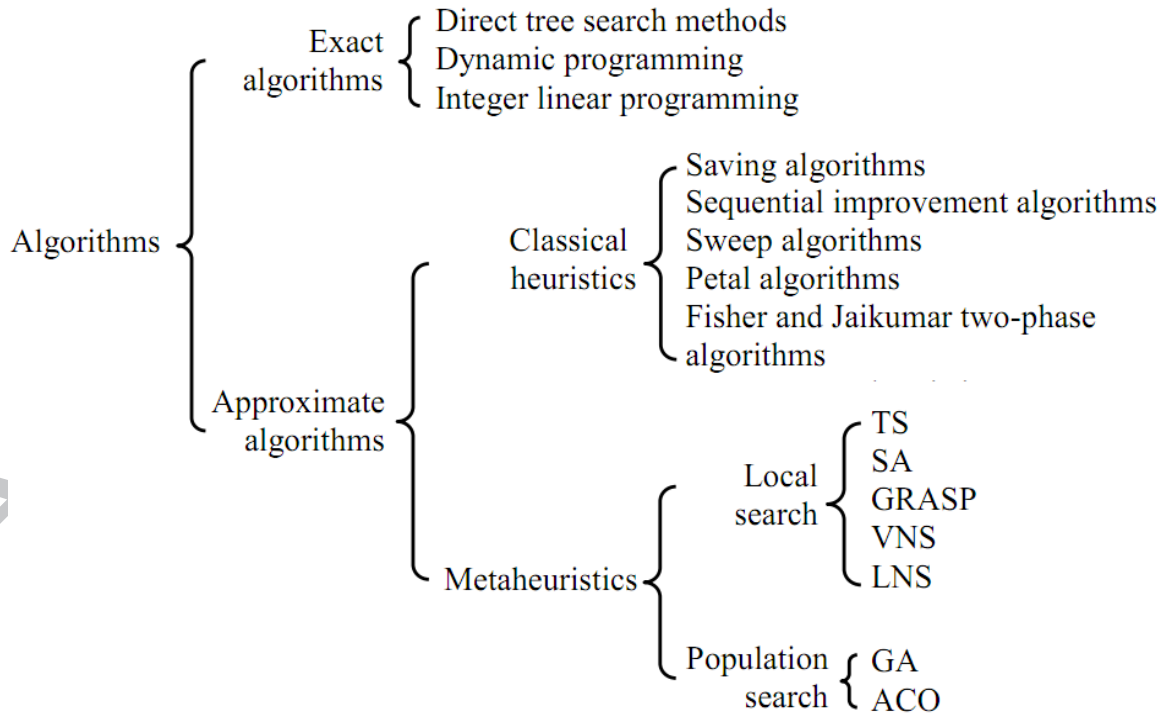 Algorithms
Exact
algorithms
Direct tree search methods
Dynamic programming
Integer linear programming
Approximate
algorithms
Classical
heuristics
Saving algorithms
Sequential improvement algorithms
Sweep algorithms
Petal algorithms
Fisher and Jaikumar two-phase
algorithms
Metaheuristics
Local
search
TS
SA
GRASP
VNS
LNS
Population
search
GA
ACO